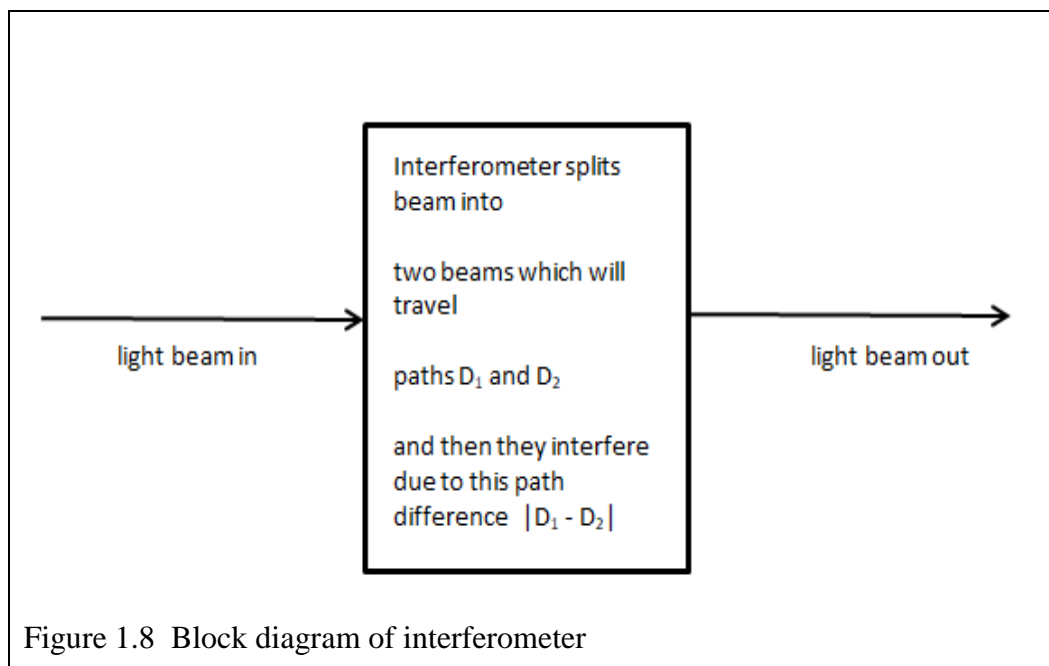 Interferometer splits
beam into
two beams which will
travel
light beam in
light beam out
paths D₁ and D₂
and then they interfere
due to this path
difference |D₁ - D₂|
Figure 1.8 Block diagram of interferometer